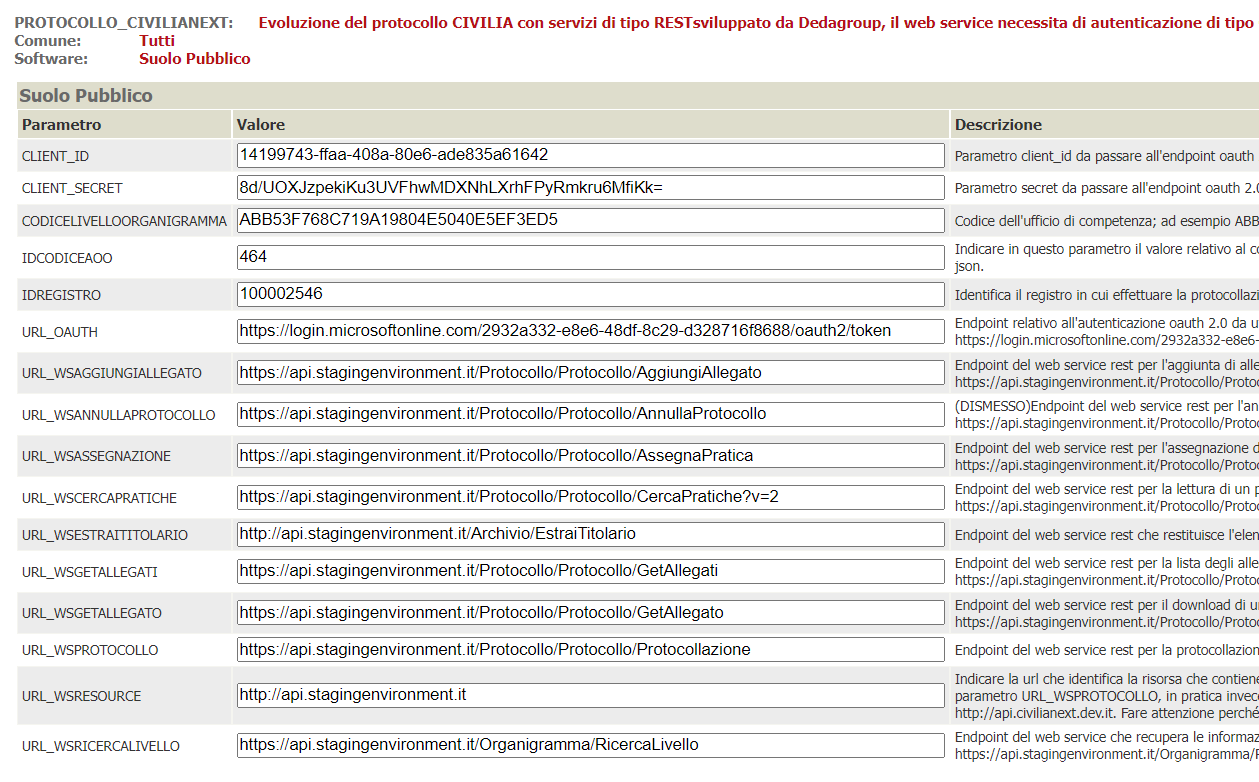 PROTOCOLLO_CIVILIANEXT: Evoluzione del protocollo CIVILIA con servizi di tipo RESTsviluppato da Dedagroup, il web service necessita di autenticazione di tipo
Comune: Tutti
Software: Suolo Pubblico
Suolo Pubblico
Parametro Valore Descrizione
CLIENT_ID 14199743-ffaa-408a-80e6-ade835a61642 Parametro client_id da passare all'endpoint oauth
CLIENT_SECRET 8d/UOXJzpekiKu3UVFhwMDXNhLXrhFPyRmkru6MfiKk= Parametro secret da passare all'endpoint oauth 2.0
CODICELIVELLOORGANIGRAMMA ABB53F768C719A19804E5040E5EF3ED5 Codice dell'ufficio di competenza; ad esempio ABB
IDCODICEAOO 464 Indicare in questo parametro il valore relativo al co
json.
IDREGISTRO 100002546 Identifica il registro in cui effettuare la protocollazi
URL_OAUTH https://login.microsoftonline.com/2932a332-e8e6-48df-8c29-d328716f8688/oauth2/token Endpoint relativo all'autenticazione oauth 2.0 da u
https://login.microsoftonline.com/2932a332-e8e6-
URL_WSAGGIUNGIALLEGATO https://api.stagingenvironment.it/Protocollo/Protocollo/AggiungiAllegato Endpoint del web service rest per l'aggiunta di alle
https://api.stagingenvironment.it/Protocollo/Proto
URL_WSANNULLAPROTOCOLLO https://api.stagingenvironment.it/Protocollo/Protocollo/AnnullaProtocollo (DISMESSO)Endpoint del web service rest per l'an
https://api.stagingenvironment.it/Protocollo/Proto
URL_WSASSEGNAZIONE https://api.stagingenvironment.it/Protocollo/Protocollo/AssegnaPratica Endpoint del web service rest per l'assegnazione d
https://api.stagingenvironment.it/Protocollo/Proto
URL_WSCERCAPRATICHE https://api.stagingenvironment.it/Protocollo/Protocollo/CercaPratiche?v=2 Endpoint del web service rest per la lettura di un p
https://api.stagingenvironment.it/Protocollo/Proto
URL_WSESTRAITITOLARIO http://api.stagingenvironment.it/Archivio/EstraiTitolario Endpoint del web service rest che restituisce l'elen
URL_WSGETALLEGATI https://api.stagingenvironment.it/Protocollo/Protocollo/GetAllegati Endpoint del web service rest per la lista degli alle
https://api.stagingenvironment.it/Protocollo/Proto
URL_WSGETALLEGATO https://api.stagingenvironment.it/Protocollo/Protocollo/GetAllegato Endpoint del web service rest per il download di u
https://api.stagingenvironment.it/Protocollo/Proto
URL_WSPROTOCOLLO https://api.stagingenvironment.it/Protocollo/Protocollo/Protocollazione Endpoint del web service rest per la protocollazion
URL_WSRESOURCE http://api.stagingenvironment.it Indicare la url che identifica la risorsa che contiene
parametro URL_WSPROTOCOLLO, in pratica invece
http://api.civilianext.dev.it. Fare attenzione perché
URL_WSRICERCALIVELLO https://api.stagingenvironment.it/Organigramma/RicercaLivello Endpoint del web service che recupera le informaz
https://api.stagingenvironment.it/Organigramma/R